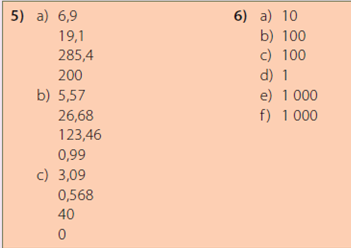 5) a) 6,9
19,1
285,4
200
b) 5,57
26,68
123,46
0,99
c) 3,09
0,568
40
0
6) a) 10
b) 100
c) 100
d) 1
e) 1 000
f) 1 000